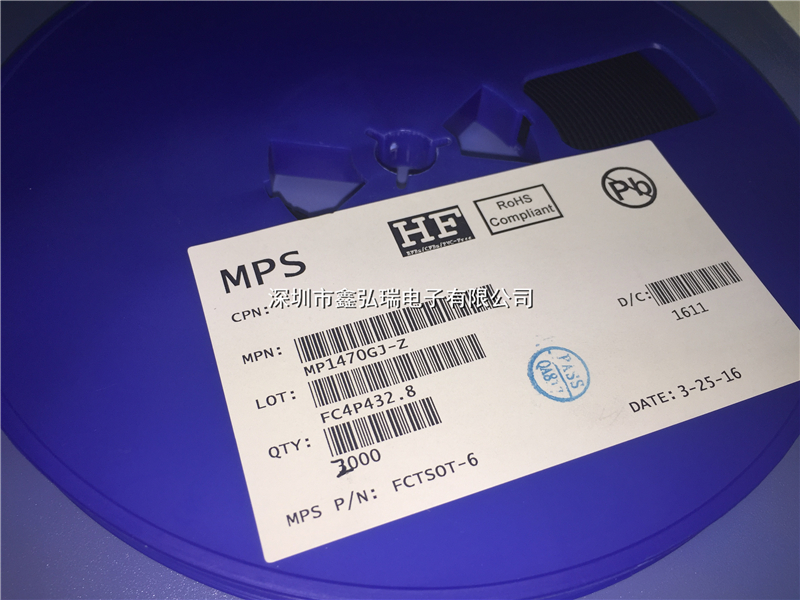 HF
RoHS
Compliant
Pb
MPS
深圳市鑫弘瑞电子有限公司
CPN:
D/C:
1611
MPN:
MP1470GJ-Z
LOT:
FC4P432.8
PASS
QTY:
3000
DATE: 3-25-16
MPS P/N: FCTSOT-6